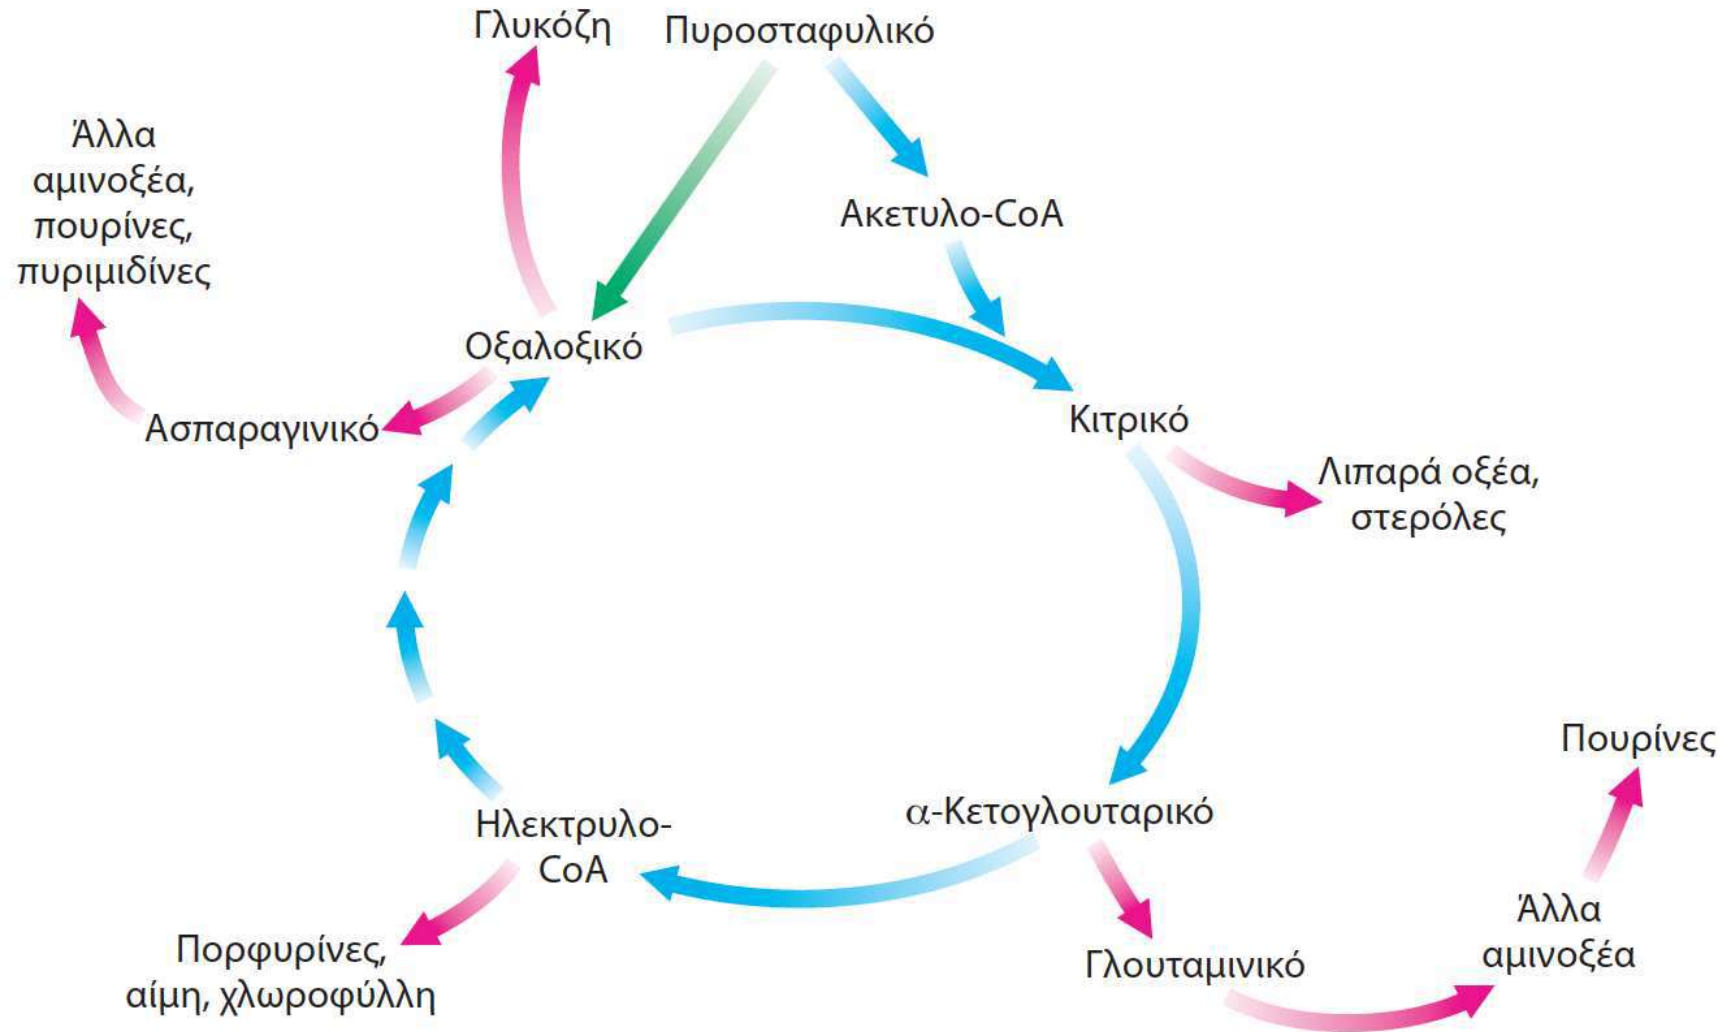 Γλυκόζη
Πυροσταφυλικό
Άλλα
αμινοξέα,
πουρίνες,
πυριμιδίνες
Ακετυλο-CoA
Οξαλοξικό
Ασπαραγινικό
Κιτρικό
Λιπαρά οξέα,
στερόλες
Πουρίνες
α-Κετογλουταρικό
Ηλεκτρυλο-
CoA
Άλλα
αμινοξέα
Πορφυρίνες,
αίμη, χλωροφύλλη
Γλουταμινικό